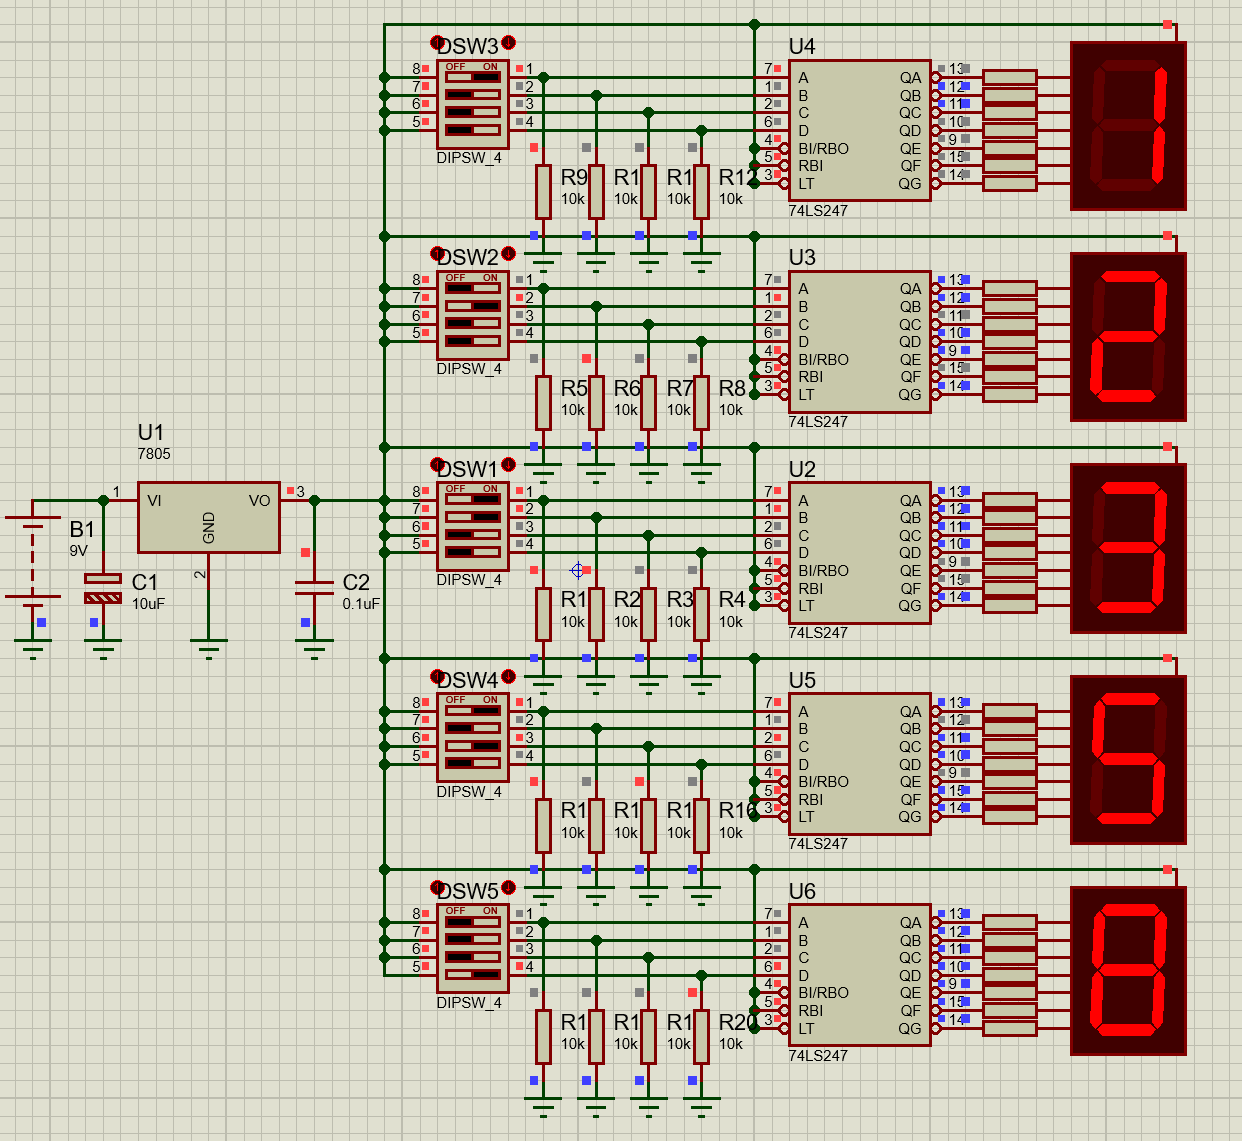 DSW3
OFF ON
8 7 6 5
1 2 3 4
DIPSW_4
R9
10k
R1
10k
R1
10k
R12
10k
U4
7 A QA 13
1 B QB 12
2 C QC 11
6 D QD 10
4 BI/RBO QE 9
5 RBI QF 15
3 LT QG 14
74LS247
1
DSW2
OFF ON
8 7 6 5
1 2 3 4
DIPSW_4
R5
10k
R6
10k
R7
10k
R8
10k
U3
7 A QA 13
1 B QB 12
2 C QC 11
6 D QD 10
4 BI/RBO QE 9
5 RBI QF 15
3 LT QG 14
74LS247
2
B1
9V
C1
10uF
U1
7805
1 VI VO 3
GND
2
C2
0.1uF
DSW1
OFF ON
8 7 6 5
1 2 3 4
DIPSW_4
R1
10k
R2
10k
R3
10k
R4
10k
U2
7 A QA 13
1 B QB 12
2 C QC 11
6 D QD 10
4 BI/RBO QE 9
5 RBI QF 15
3 LT QG 14
74LS247
3
DSW4
OFF ON
8 7 6 5
1 2 3 4
DIPSW_4
R1
10k
R1
10k
R1
10k
R16
10k
U5
7 A QA 13
1 B QB 12
2 C QC 11
6 D QD 10
4 BI/RBO QE 9
5 RBI QF 15
3 LT QG 14
74LS247
5
DSW5
OFF ON
8 7 6 5
1 2 3 4
DIPSW_4
R1
10k
R1
10k
R1
10k
R20
10k
U6
7 A QA 13
1 B QB 12
2 C QC 11
6 D QD 10
4 BI/RBO QE 9
5 RBI QF 15
3 LT QG 14
74LS247
8